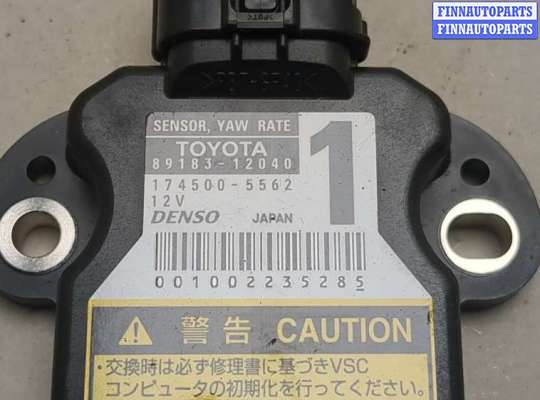 FINNAUTOPARTS
FINNAUTOPARTS
>PBT-GF40<
SENSOR, YAW RATE
TOYOTA
89183-12040
174500-5562
12V
DENSO JAPAN
1
001002235285
警告 CAUTION
・交換時は必ず修理書に基づきVSC
コンピュータの初期化を行ってください。